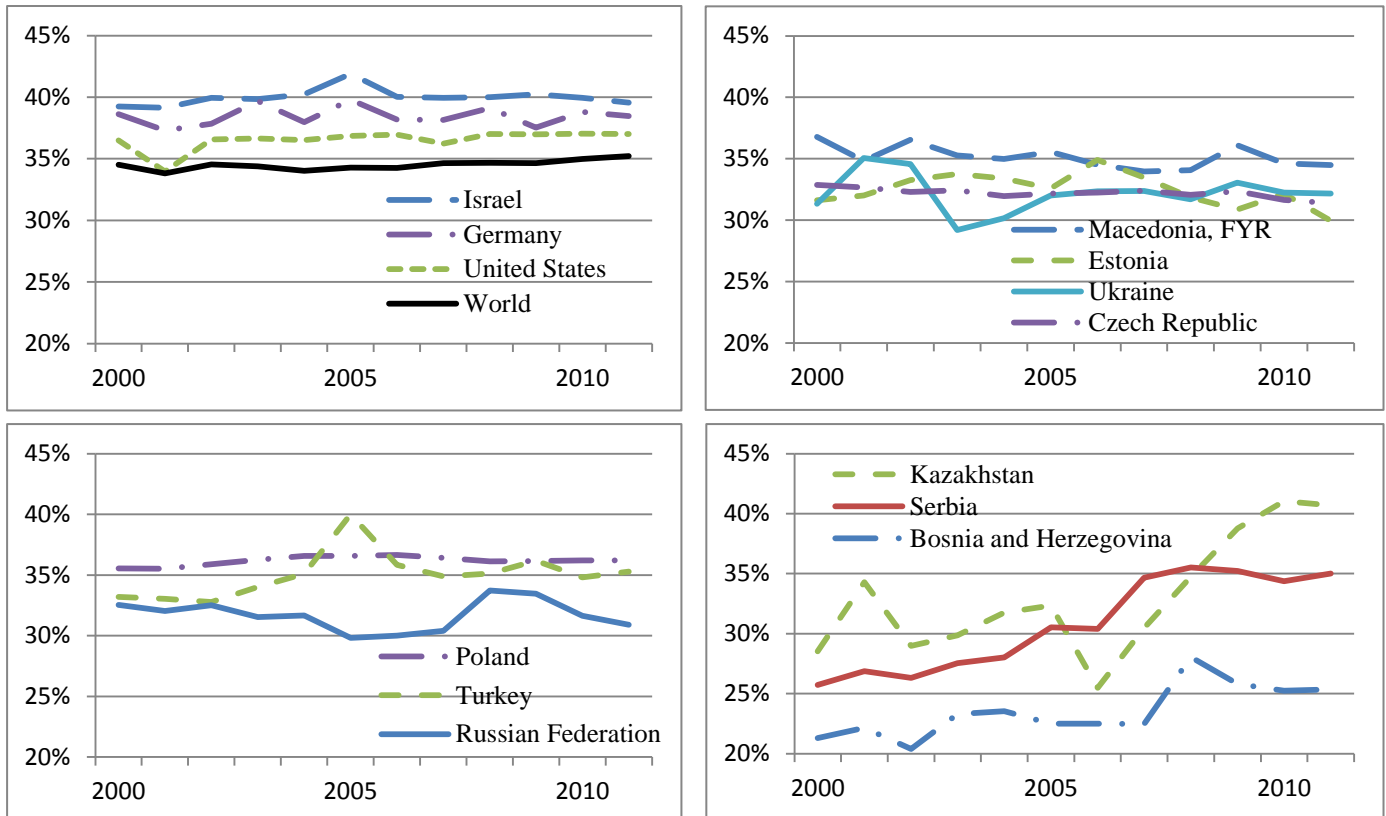 45%
40%
35%
30%
25%
20%
2000 2005 2010
Israel
Germany
United States
World
45%
40%
35%
30%
25%
20%
2000 2005 2010
Macedonia, FYR
Estonia
Ukraine
Czech Republic
45%
40%
35%
30%
25%
20%
2000 2005 2010
Poland
Turkey
Russian Federation
45%
40%
35%
30%
25%
20%
2000 2005 2010
Kazakhstan
Serbia
Bosnia and Herzegovina